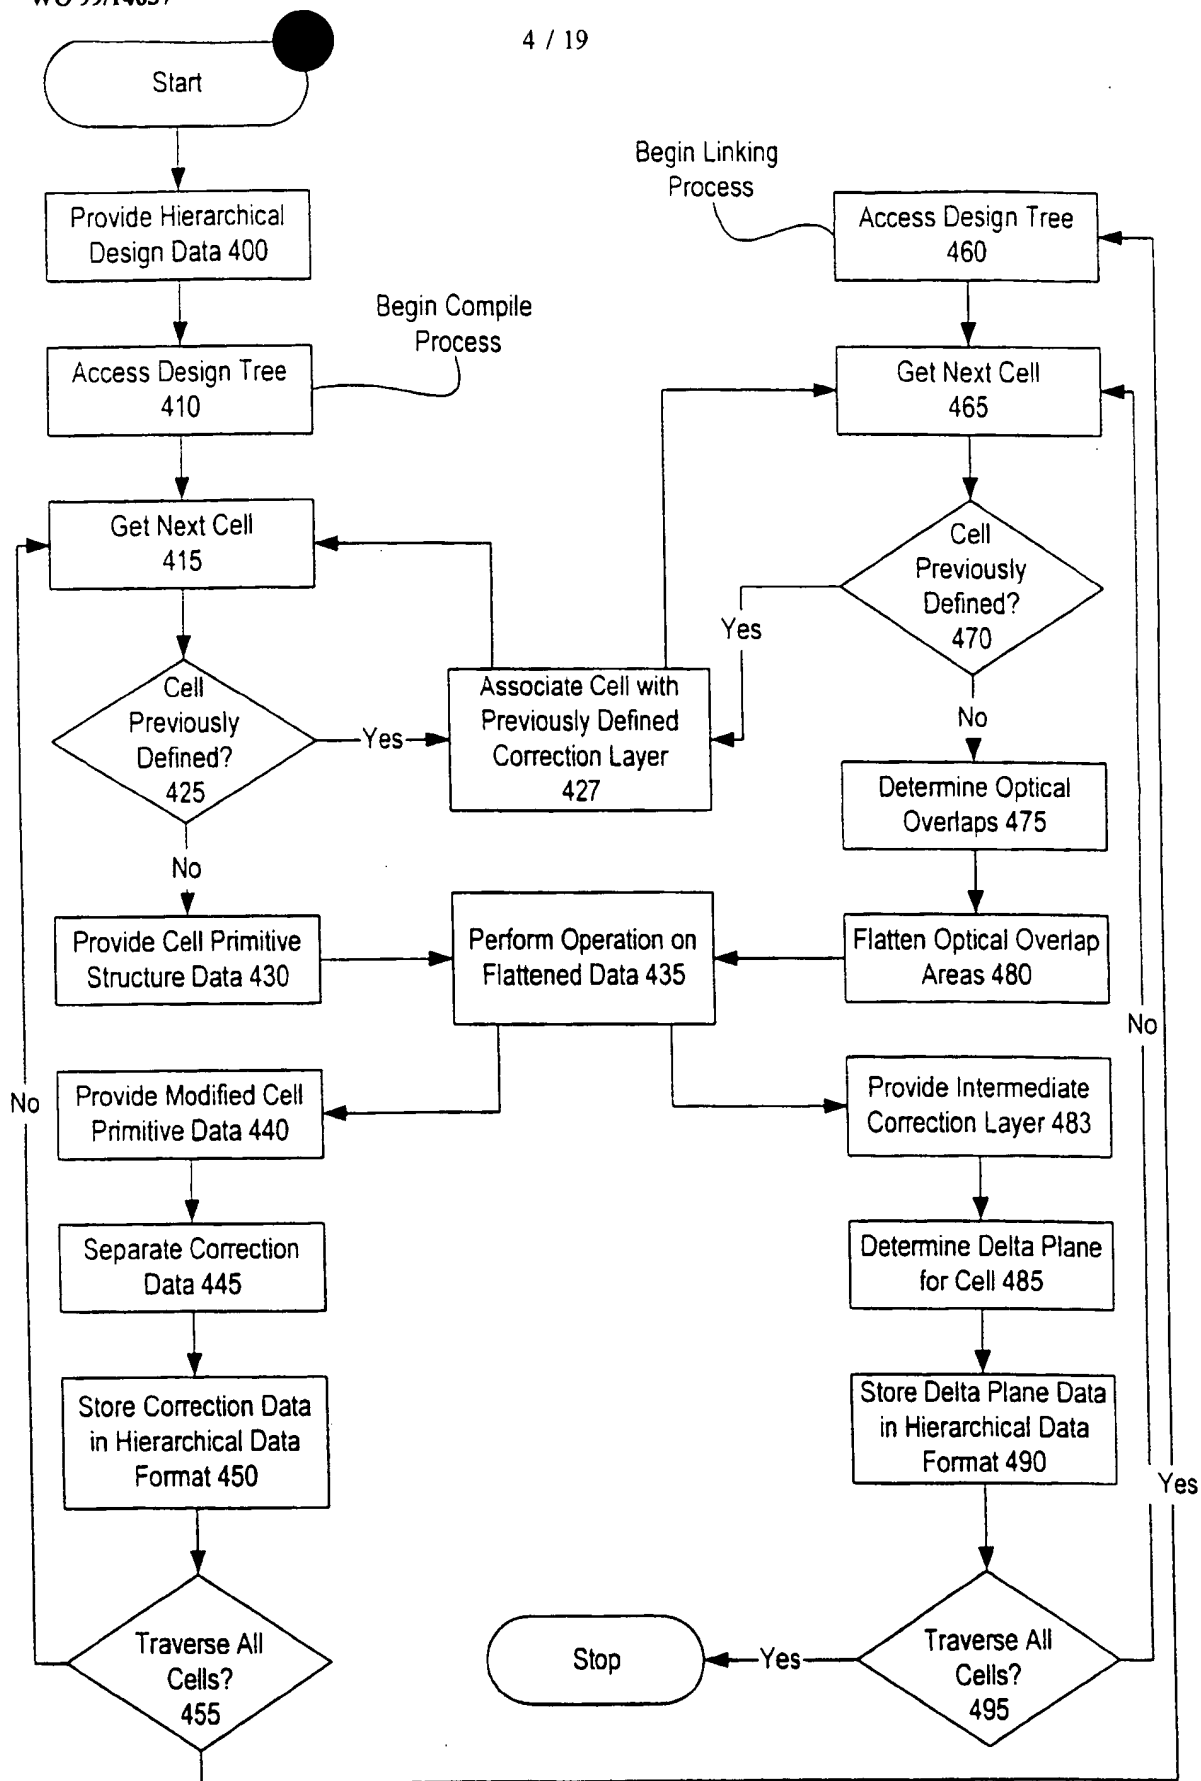 4 / 19
Start
Provide Hierarchical
Design Data 400
Begin Compile
Process
Access Design Tree
410
Get Next Cell
415
Cell
Previously
Defined?
425
Yes
No
Associate Cell with
Previously Defined
Correction Layer
427
Provide Cell Primitive
Structure Data 430
Perform Operation on
Flattened Data 435
Provide Modified Cell
Primitive Data 440
Separate Correction
Data 445
Store Correction Data
in Hierarchical Data
Format 450
Traverse All
Cells?
455
No
Begin Linking
Process
Access Design Tree
460
Get Next Cell
465
Cell
Previously
Defined?
470
Yes
No
Determine Optical
Overlaps 475
Flatten Optical Overlap
Areas 480
Provide Intermediate
Correction Layer 483
Determine Delta Plane
for Cell 485
Store Delta Plane Data
in Hierarchical Data
Format 490
Traverse All
Cells?
495
No
Yes
Yes
Stop